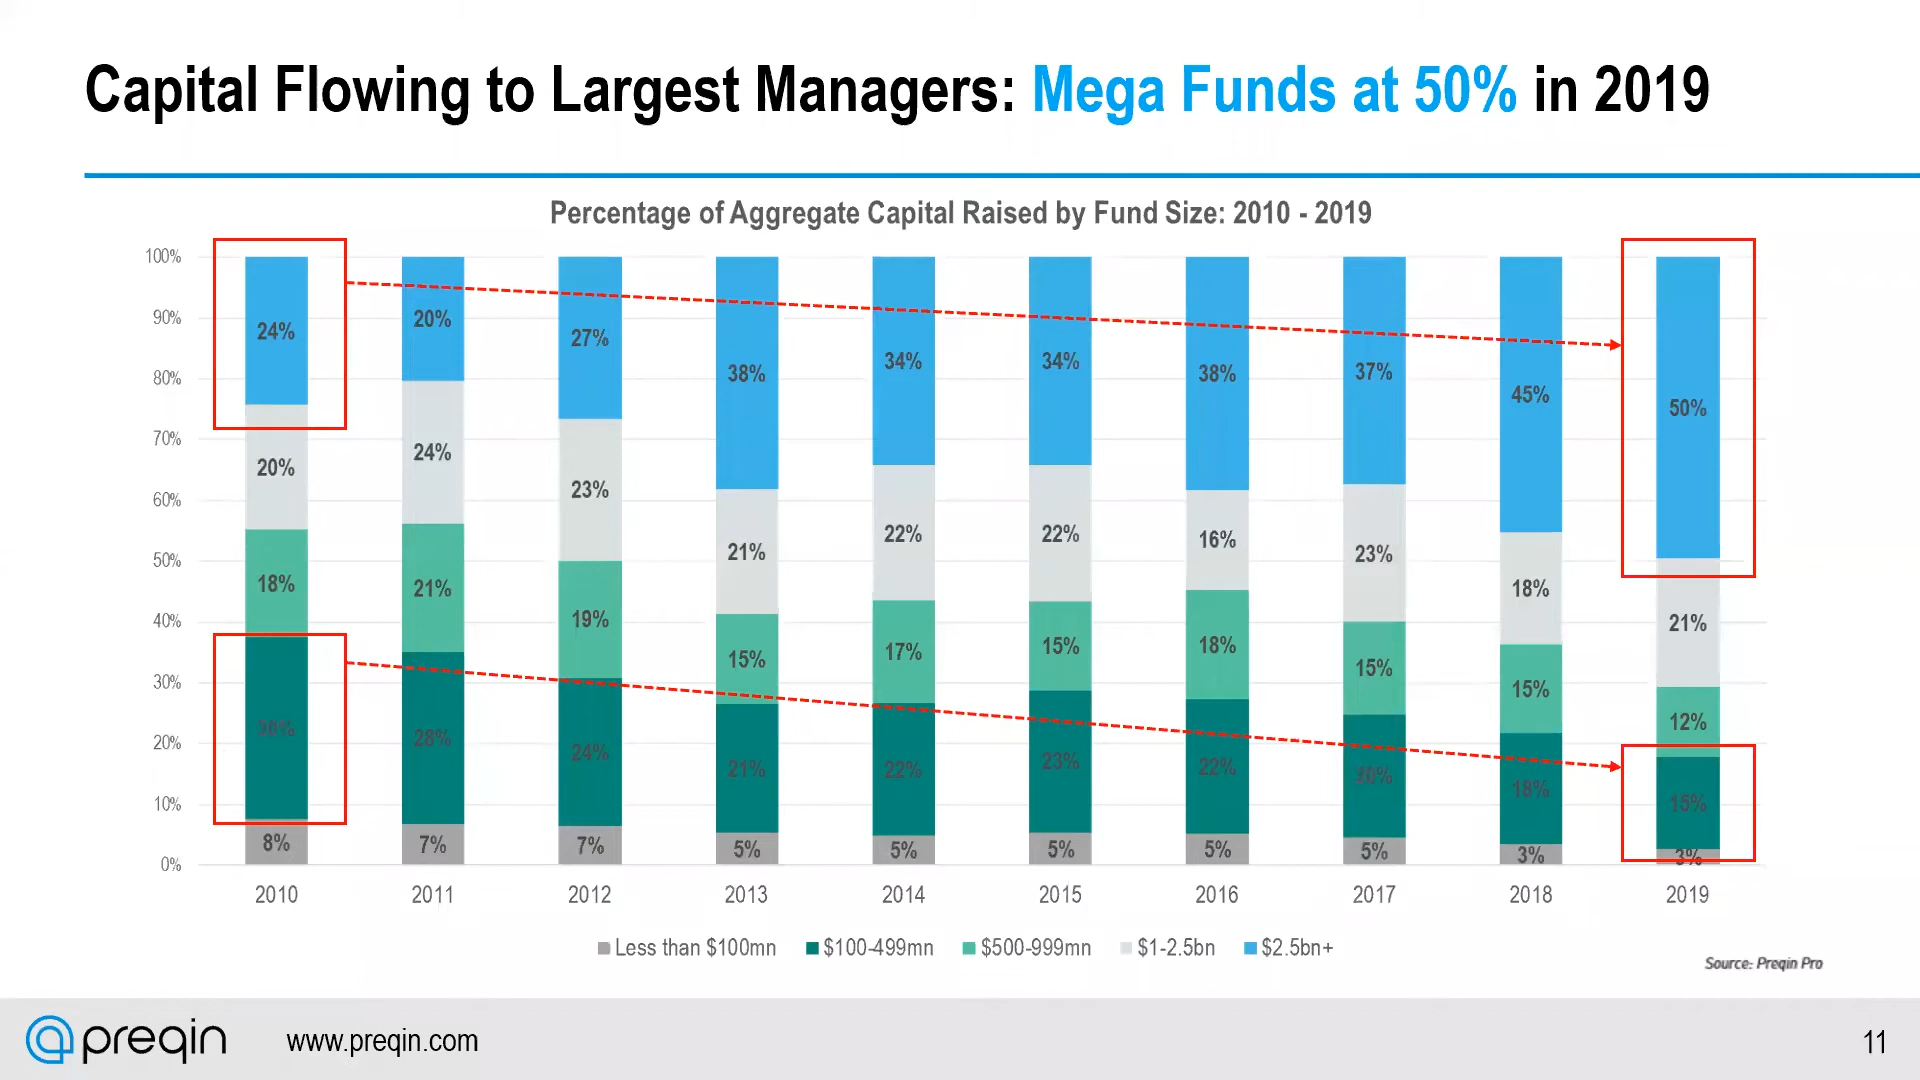 Capital Flowing to Largest Managers: Mega Funds at 50% in 2019
Percentage of Aggregate Capital Raised by Fund Size: 2010 - 2019
100%
90%
80%
70%
60%
50%
40%
30%
20%
10%
0%
24% 20% 27% 38% 34% 34% 38% 37% 45% 50%
20% 24% 23% 21% 22% 22% 16% 23% 18% 21%
18% 21% 19% 15% 17% 15% 18% 15% 15% 12%
30% 28% 24% 21% 22% 23% 22% 20% 18% 15%
8% 7% 7% 5% 5% 5% 5% 5% 3% 3%
2010 2011 2012 2013 2014 2015 2016 2017 2018 2019
Less than $100mn $100-499mn $500-999mn $1-2.5bn $2.5bn+
Source: Preqin Pro
preqin www.preqin.com 11